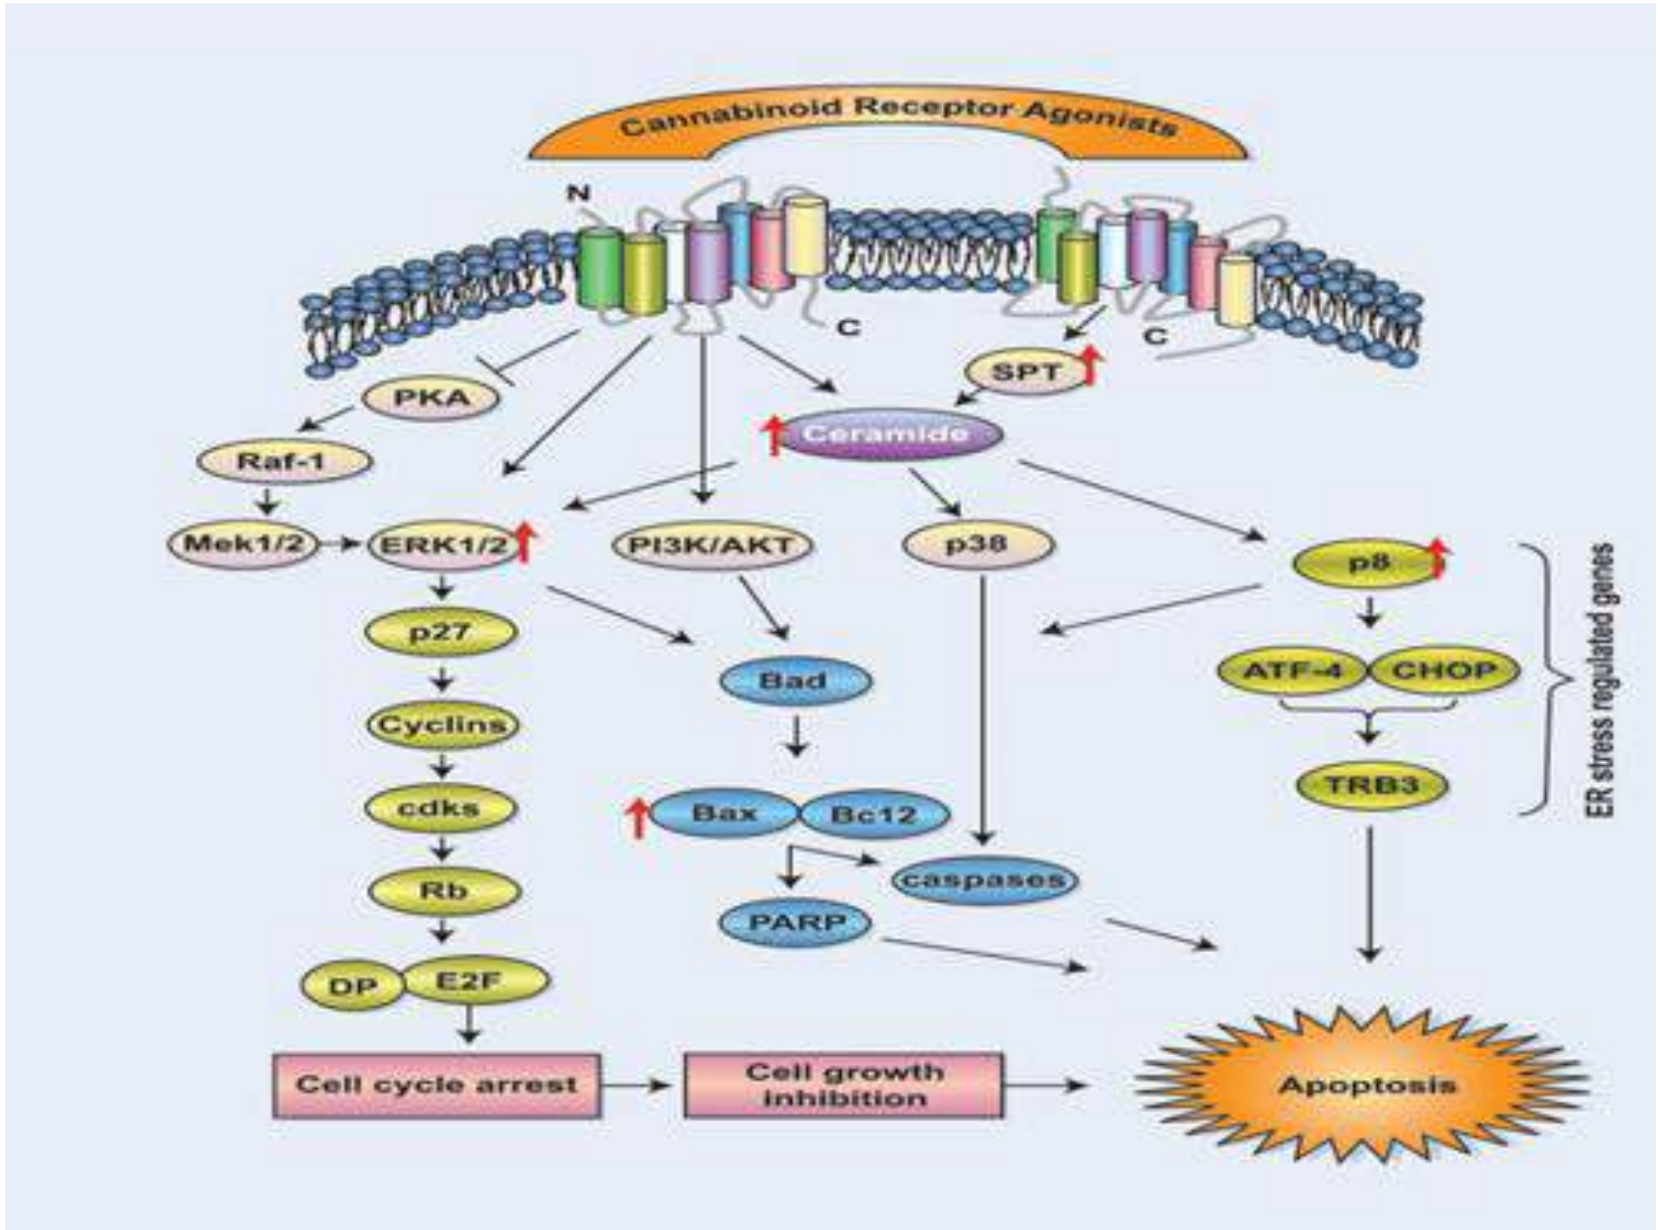 Cannabinoid Receptor Agonists
N
C
C
PKA
SPT
Ceramide
Raf-1
Mek1/2
ERK1/2
PI3K/AKT
p38
p8
p27
Bad
ATF-4
CHOP
Cyclins
cdks
Bax
Bc12
TRB3
caspases
Rb
PARP
DP
E2F
Cell cycle arrest
Cell growth
inhibition
Apoptosis
ER stress regulated genes